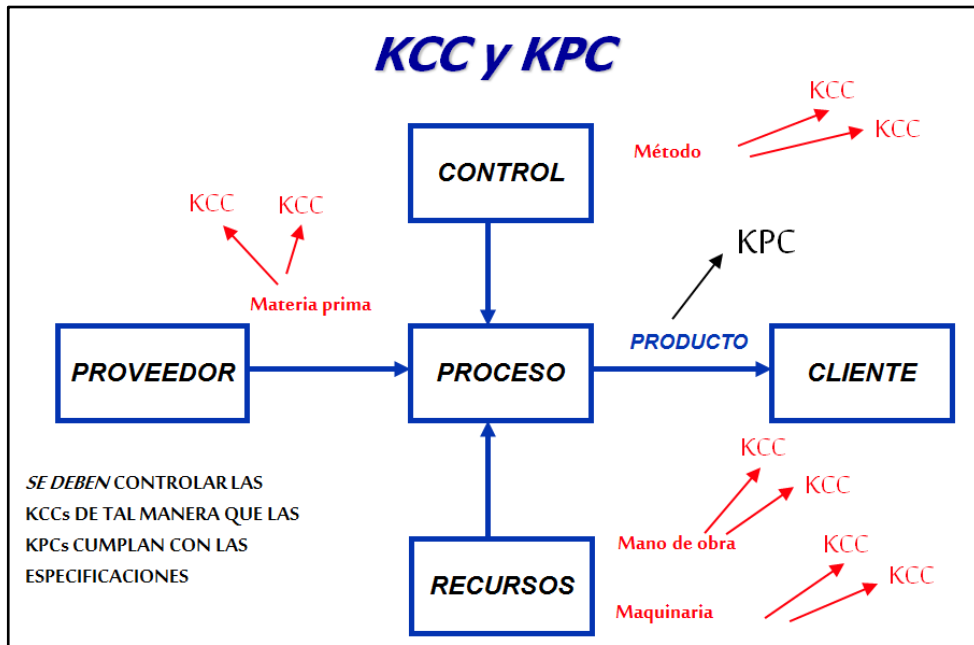 KCC y KPC
KCC
KCC
CONTROL
Método
KCC
KCC
KPC
Materia prima
PRODUCTO
PROVEEDOR
PROCESO
CLIENTE
KCC
KCC
SE DEBEN CONTROLAR LAS
KCCs DE TAL MANERA QUE LAS
KPCs CUMPLAN CON LAS
ESPECIFICACIONES
Mano de obra
KCC
KCC
RECURSOS
Maquinaria